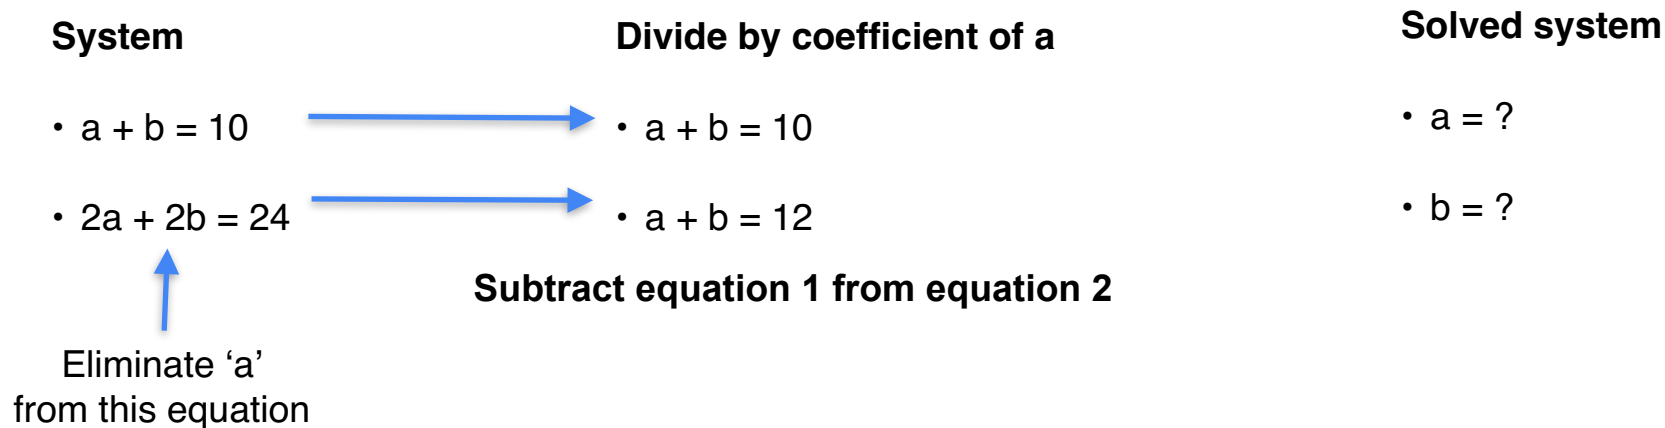 System
• a + b = 10
• 2a + 2b = 24
Eliminate ‘a’
from this equation
Divide by coefficient of a
• a + b = 10
• a + b = 12
Subtract equation 1 from equation 2
Solved system
• a = ?
• b = ?